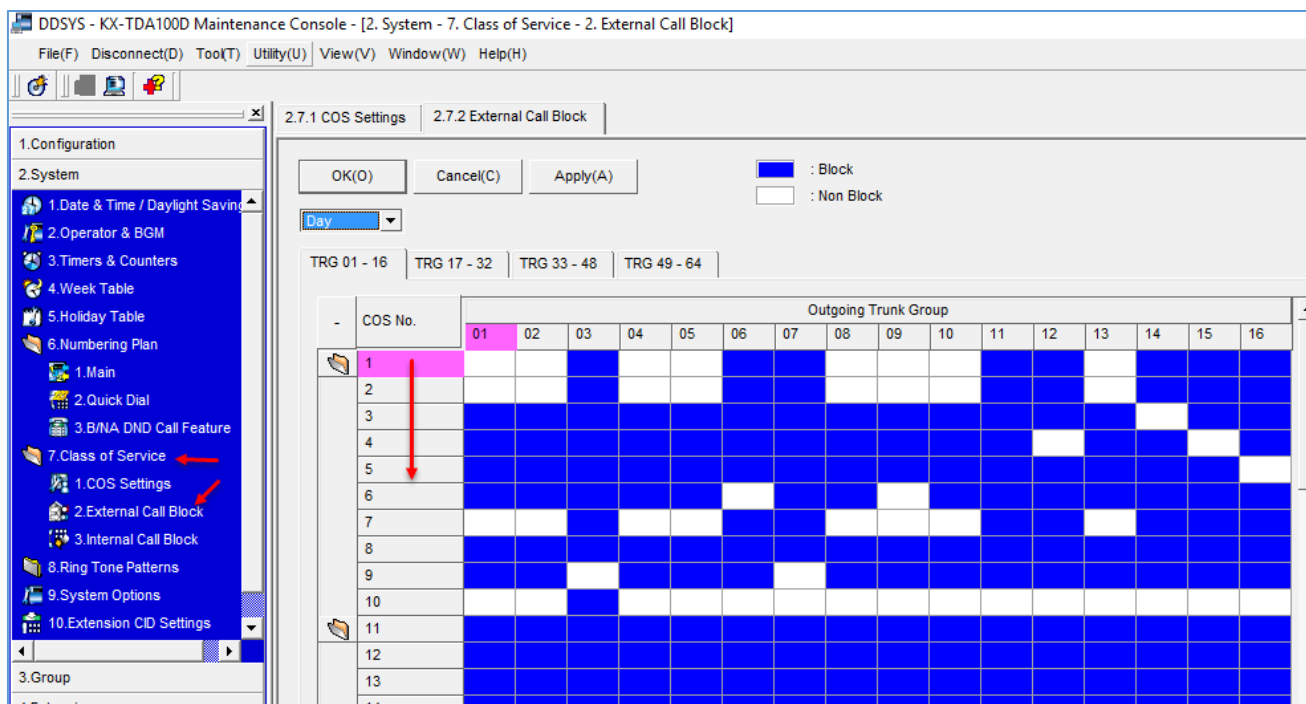 DDSYS - KX-TDA100D Maintenance Console - [2. System - 7. Class of Service - 2. External Call Block]
File(F) Disconnect(D) Tool(T) Utility(U) View(V) Window(W) Help(H)
2.7.1 COS Settings 2.7.2 External Call Block
1.Configuration
2.System
1.Date & Time / Daylight Saving
2.Operator & BGM
3.Timers & Counters
4.Week Table
5.Holiday Table
6.Numbering Plan
1.Main
2.Quick Dial
3.B/NA DND Call Feature
7.Class of Service
1.COS Settings
2.External Call Block
3.Internal Call Block
8.Ring Tone Patterns
9.System Options
10.Extension CID Settings
3.Group
OK(O) Cancel(C) Apply(A)
: Block
: Non Block
Day
TRG 01 - 16 TRG 17 - 32 TRG 33 - 48 TRG 49 - 64
- COS No. Outgoing Trunk Group
01 02 03 04 05 06 07 08 09 10 11 12 13 14 15 16
1
2
3
4
5
6
7
8
9
10
11
12
13